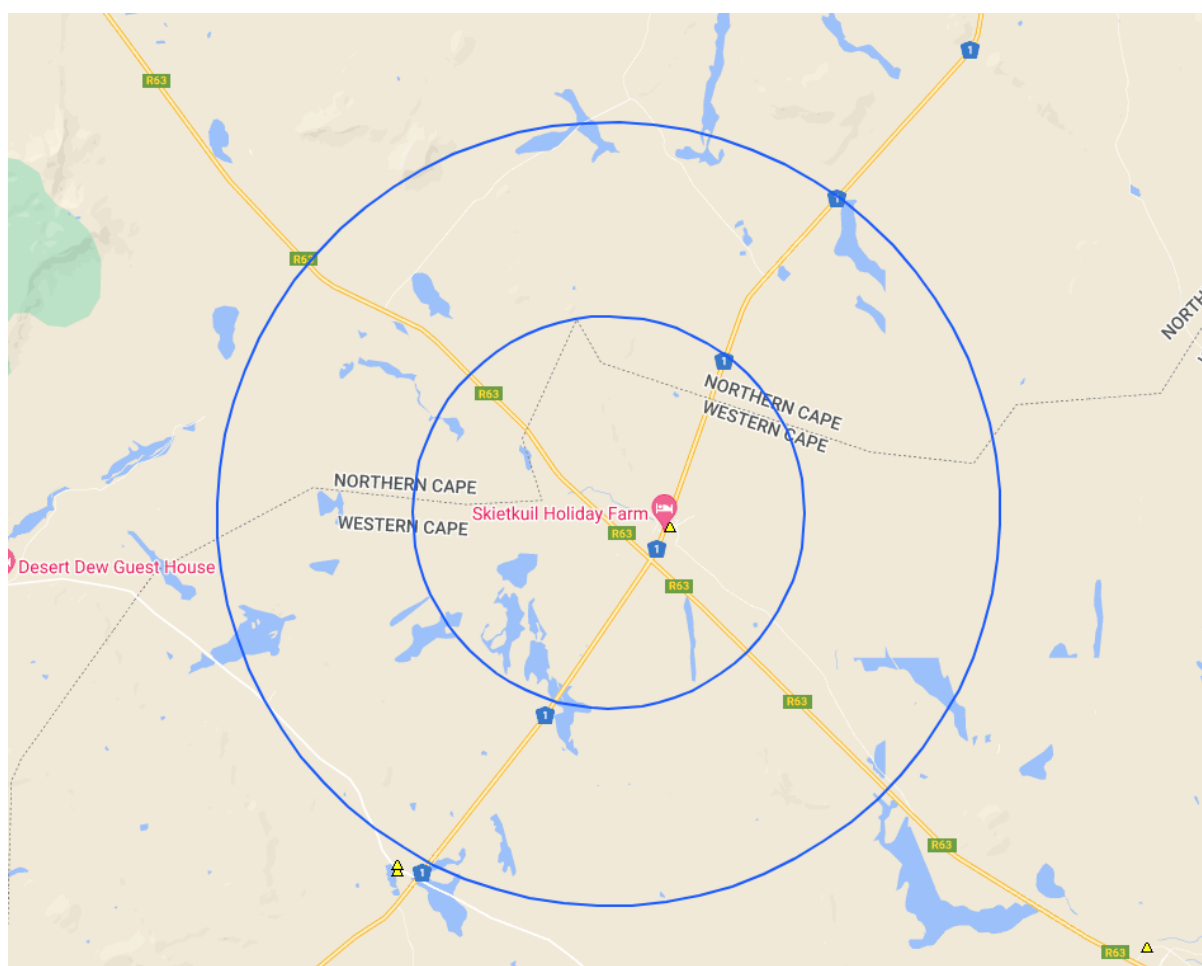 1
R63
1
R63
NORTH
1
R63
NORTHERN CAPE
WESTERN CAPE
NORTHERN CAPE
WESTERN CAPE
Skietkuil Holiday Farm
R63
1
Desert Dew Guest House
R63
R63
1
R63
1
R63